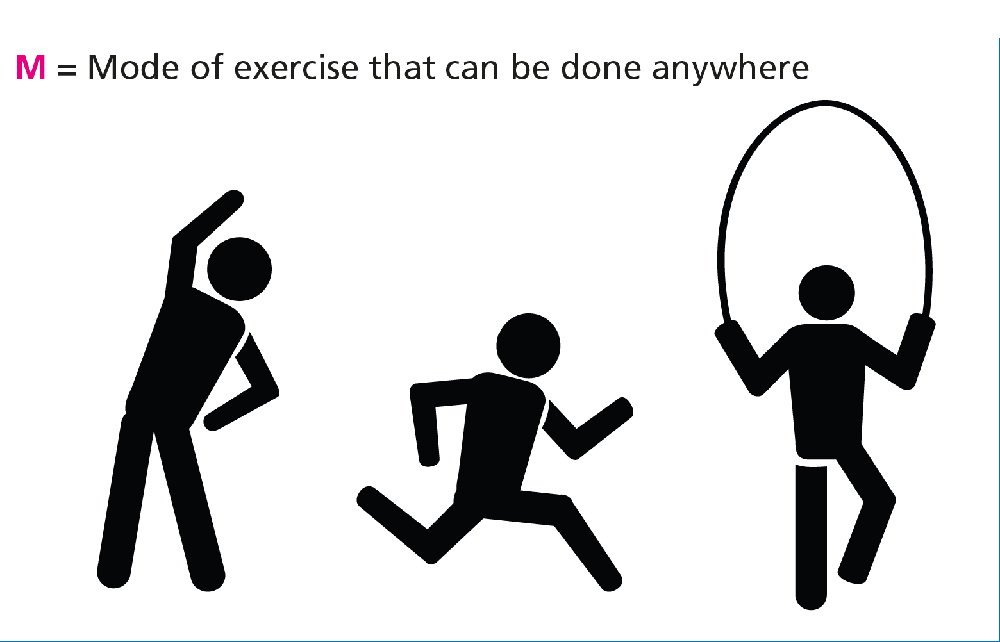 M = Mode of exercise that can be done anywhere